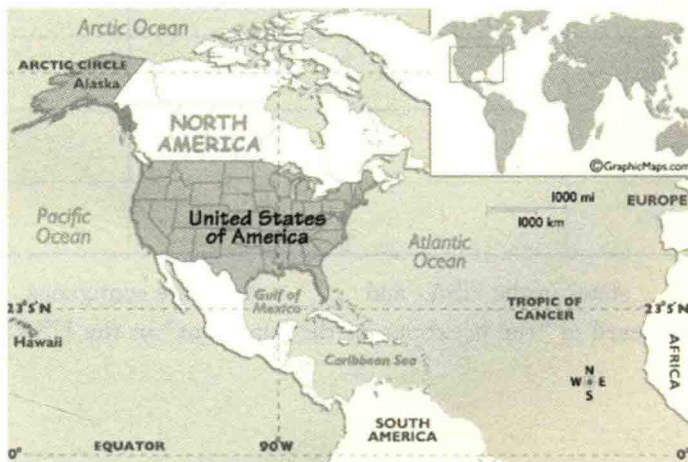 Arctic Ocean
ARCTIC CIRCLE
Alaska
NORTH
AMERICA
©GraphicMaps.com
1000 mi
1000 km
EUROPE
United States
of America
Pacific
Ocean
Atlantic
Ocean
Gulf of
Mexico
TROPIC OF
CANCER
23°5'N
23°5'N
Hawaii
Caribbean Sea
AFRICA
N
W E
S
SOUTH
AMERICA
EQUATOR
90°W
0°
0°